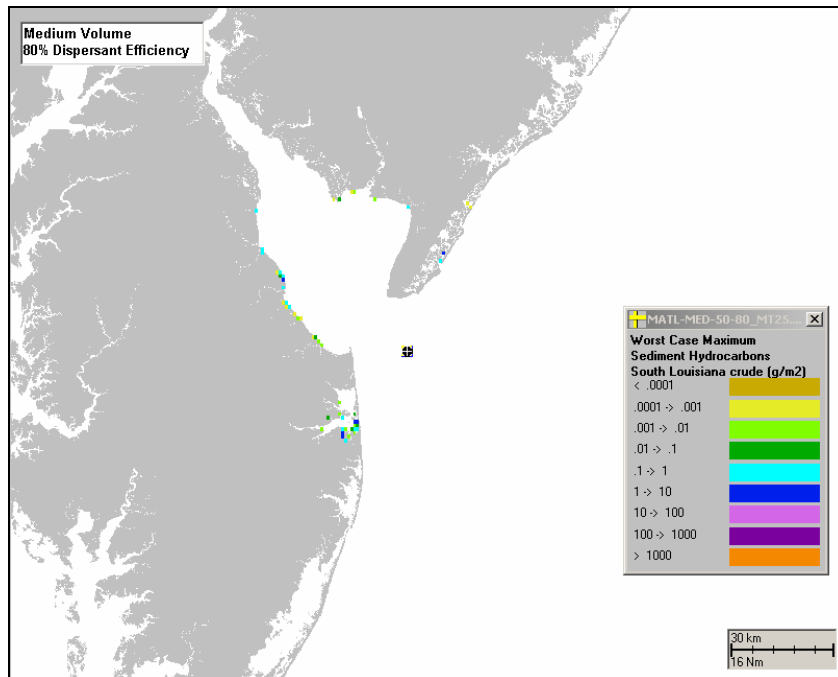 Medium Volume
80% Dispersant Efficiency
MATL-MED-50-80_MT25....
Worst Case Maximum
Sediment Hydrocarbons
South Louisiana crude (g/m2)
< .0001
.0001 -> .001
.001 -> .01
.01 -> .1
.1 -> 1
1 -> 10
10 -> 100
100 -> 1000
> 1000
30 km
16 Nm